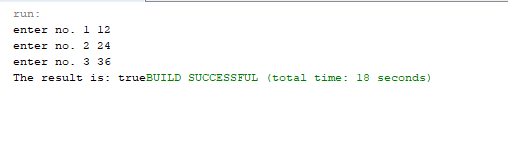 run:
enter no. 1 12
enter no. 2 24
enter no. 3 36
The result is: trueBUILD SUCCESSFUL (total time: 18 seconds)